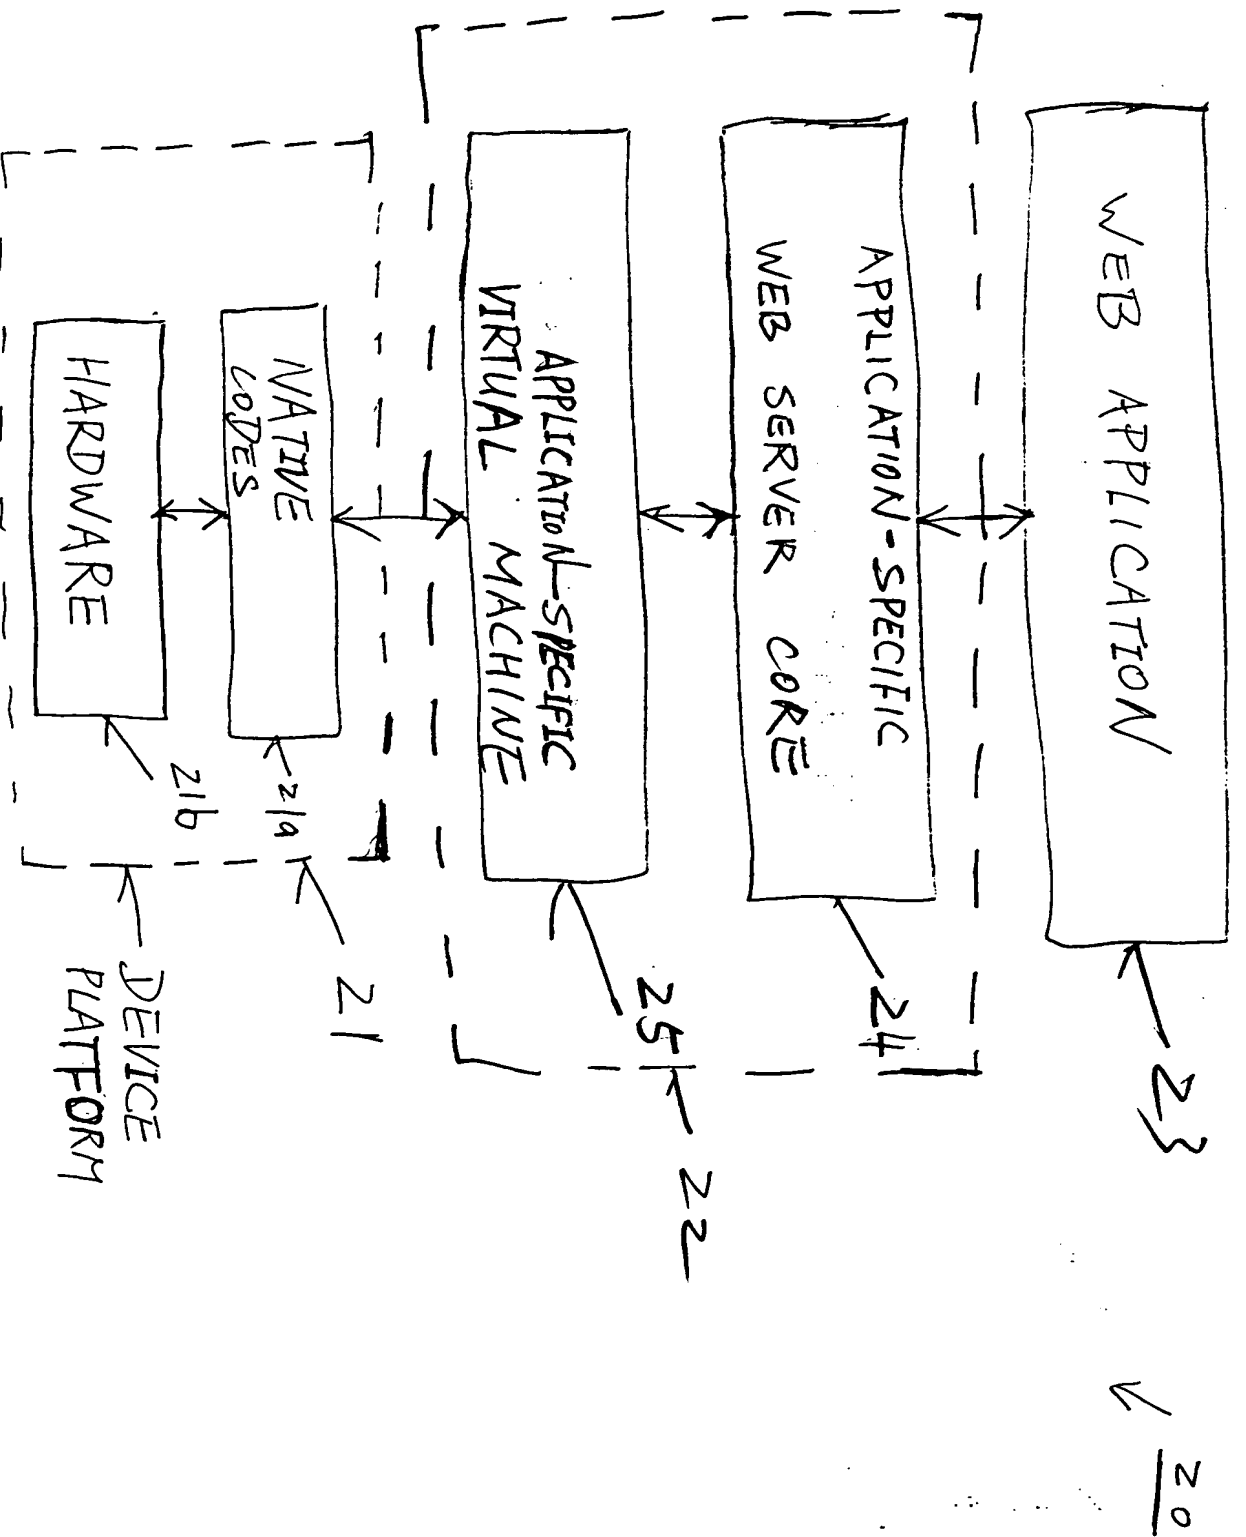 20
WEB APPLICATION
23
APPLICATION-SPECIFIC
WEB SERVER CORE
24
APPLICATION-SPECIFIC
VIRTUAL MACHINE
25
22
NATIVE
CODES
21a
21
HARDWARE
21b
DEVICE
PLATFORM